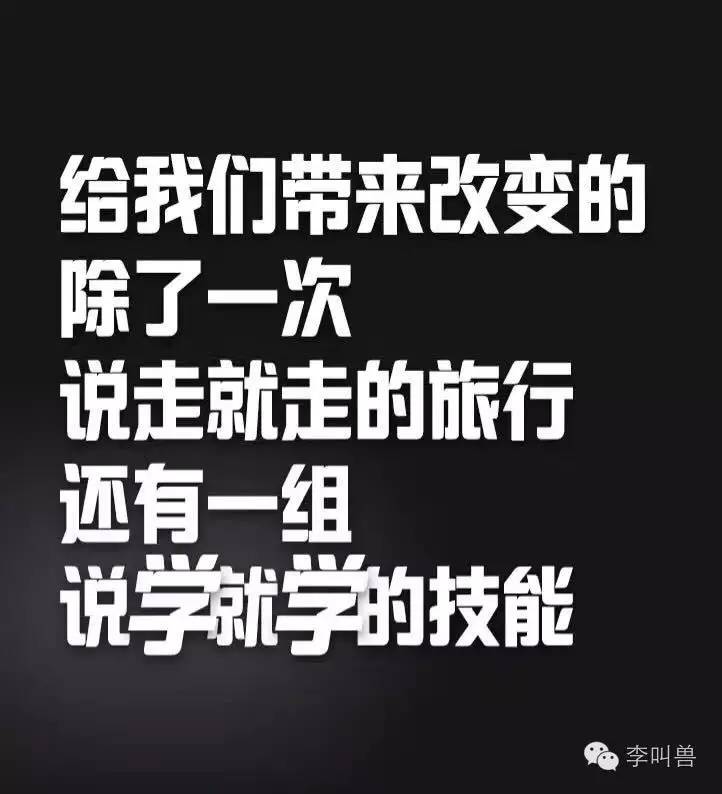 给我们带来改变的
除了一次
说走就走的旅行
还有一组
说学就学的技能
李叫兽